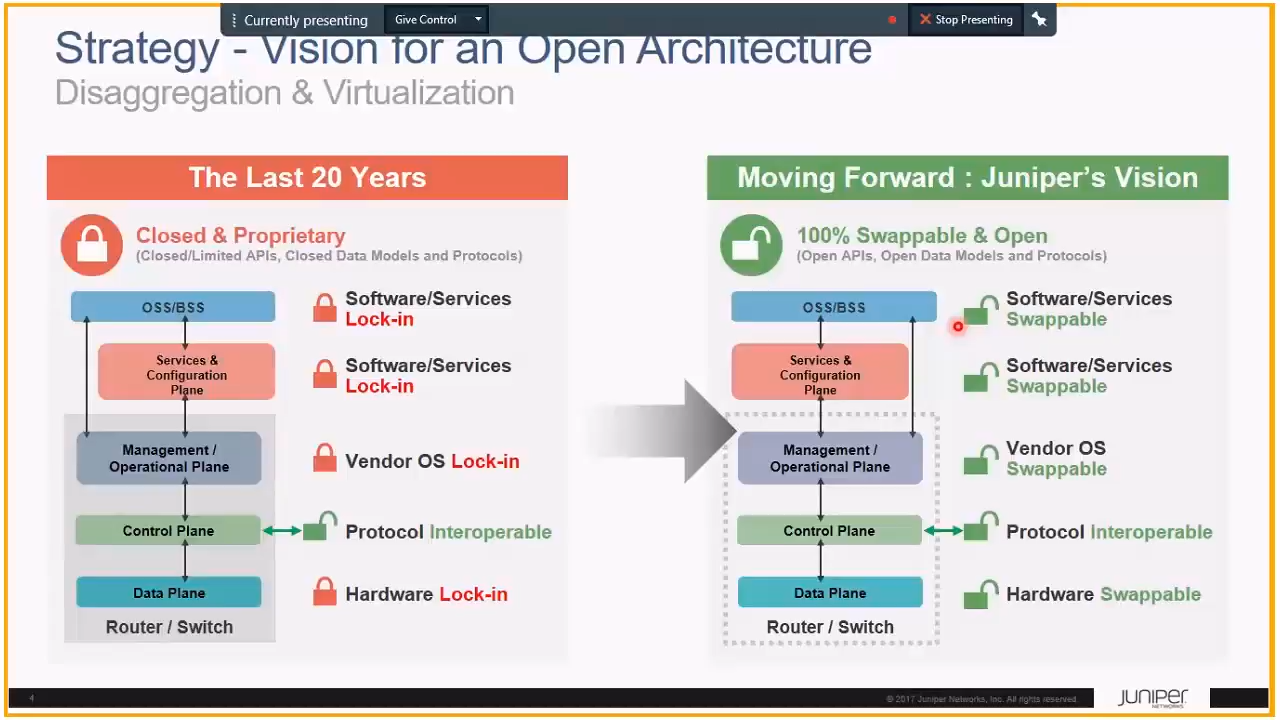 Currently presenting
Give Control
Stop Presenting
Strategy - Vision for an Open Architecture
Disaggregation & Virtualization
The Last 20 Years
Closed & Proprietary
(Closed/Limited APIs, Closed Data Models and Protocols)
OSS/BSS
Software/Services
Lock-in
Services &
Configuration
Plane
Software/Services
Lock-in
Management /
Operational Plane
Vendor OS Lock-in
Control Plane
Protocol Interoperable
Data Plane
Hardware Lock-in
Router / Switch
Moving Forward : Juniper's Vision
100% Swappable & Open
(Open APIs, Open Data Models and Protocols)
OSS/BSS
Software/Services
Swappable
Services &
Configuration
Plane
Software/Services
Swappable
Management /
Operational Plane
Vendor OS
Swappable
Control Plane
Protocol Interoperable
Data Plane
Hardware Swappable
Router / Switch
4
© 2017 Juniper Networks, Inc. All rights reserved.
JUNIPER
NETWORKS